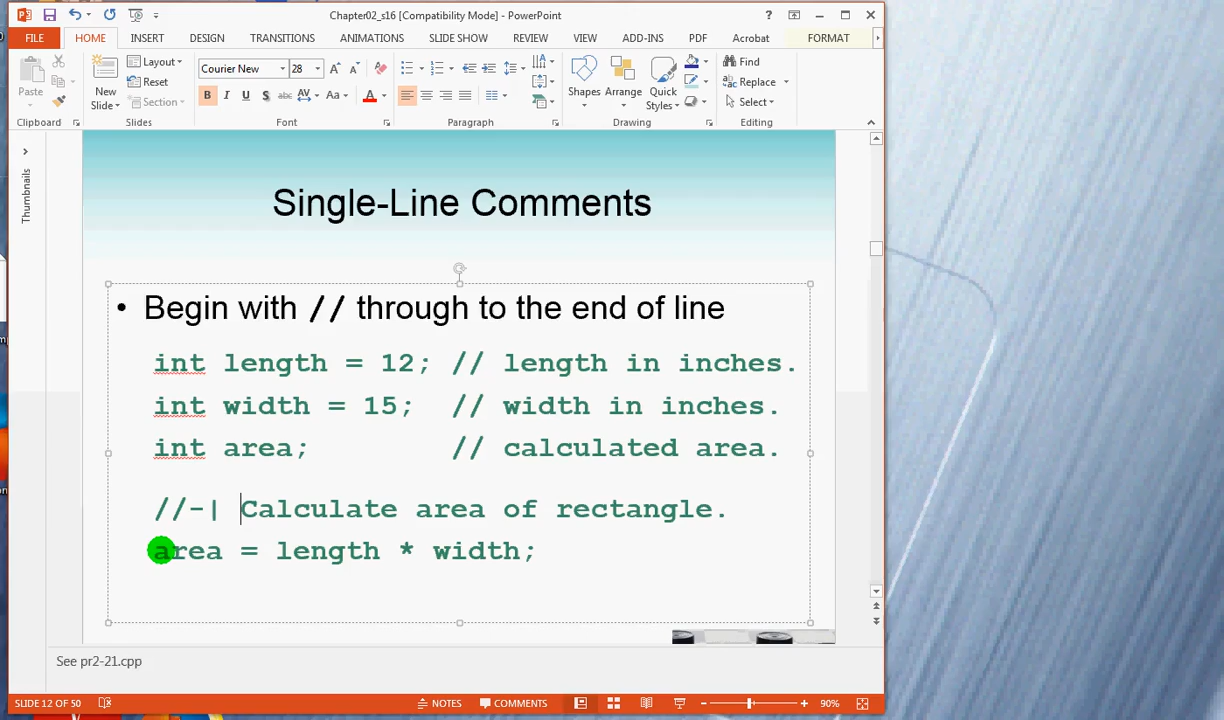 Chapter02_s16 [Compatibility Mode] - PowerPoint
FILE HOME INSERT DESIGN TRANSITIONS ANIMATIONS SLIDE SHOW REVIEW VIEW ADD-INS PDF Acrobat FORMAT
Paste
New Slide
Layout
Reset
Section
Courier New 28
B I U S abc AV Aa A
Shapes Arrange Quick Styles
Find
Replace
Select
Clipboard Slides Font Paragraph Drawing Editing
Thumbnails
Single-Line Comments
• Begin with // through to the end of line
int length = 12; // length in inches.
int width = 15; // width in inches.
int area; // calculated area.
//-| Calculate area of rectangle.
area = length * width;
See pr2-21.cpp
SLIDE 12 OF 50 NOTES COMMENTS 90%